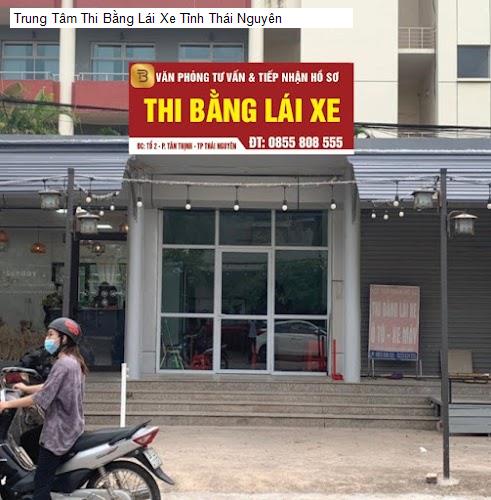 Trung Tâm Thi Bằng Lái Xe Tỉnh Thái Nguyên
B
VĂN PHÒNG TƯ VẤN & TIẾP NHẬN HỒ SƠ
THI BẰNG LÁI XE
ĐC: TỔ 2 - P. TÂN THỊNH - TP THÁI NGUYÊN
ĐT: 0855 808 555
THI BẰNG LÁI XE
Ô TÔ - XE MÁY